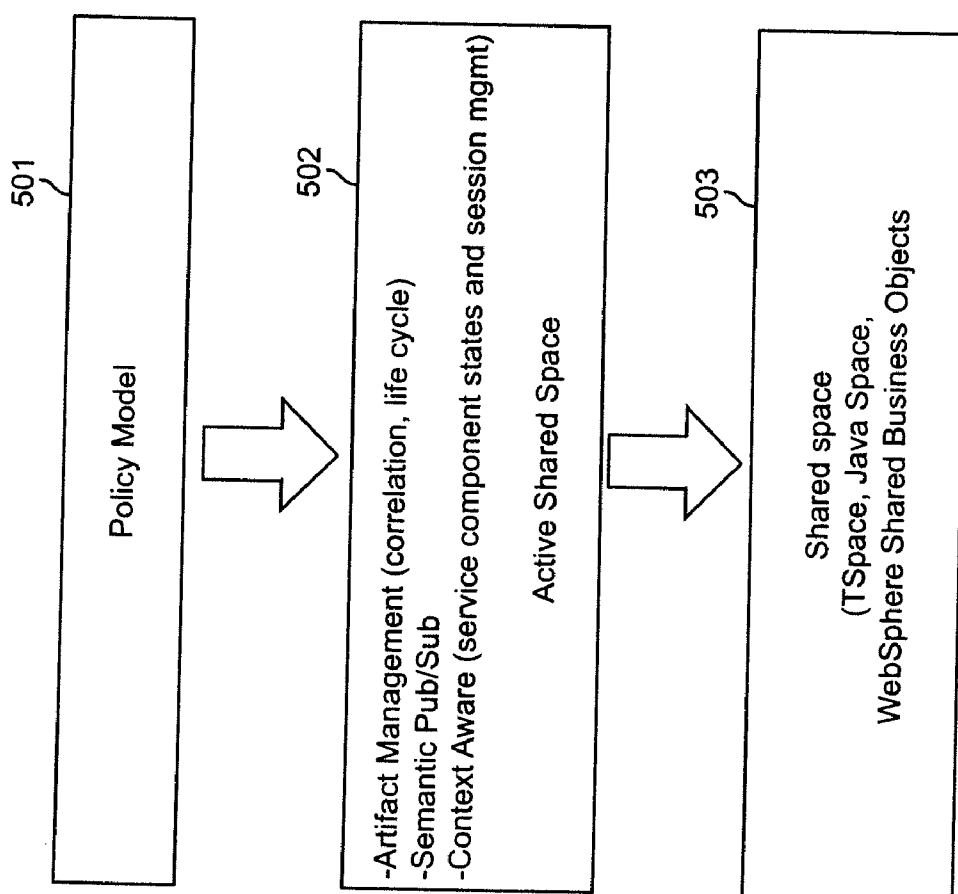 501
Policy Model
502
-Artifact Management (correlation, life cycle)
-Semantic Pub/Sub
-Context Aware (service component states and session mgmt)
Active Shared Space
503
Shared space
(TSpace, Java Space,
WebSphere Shared Business Objects